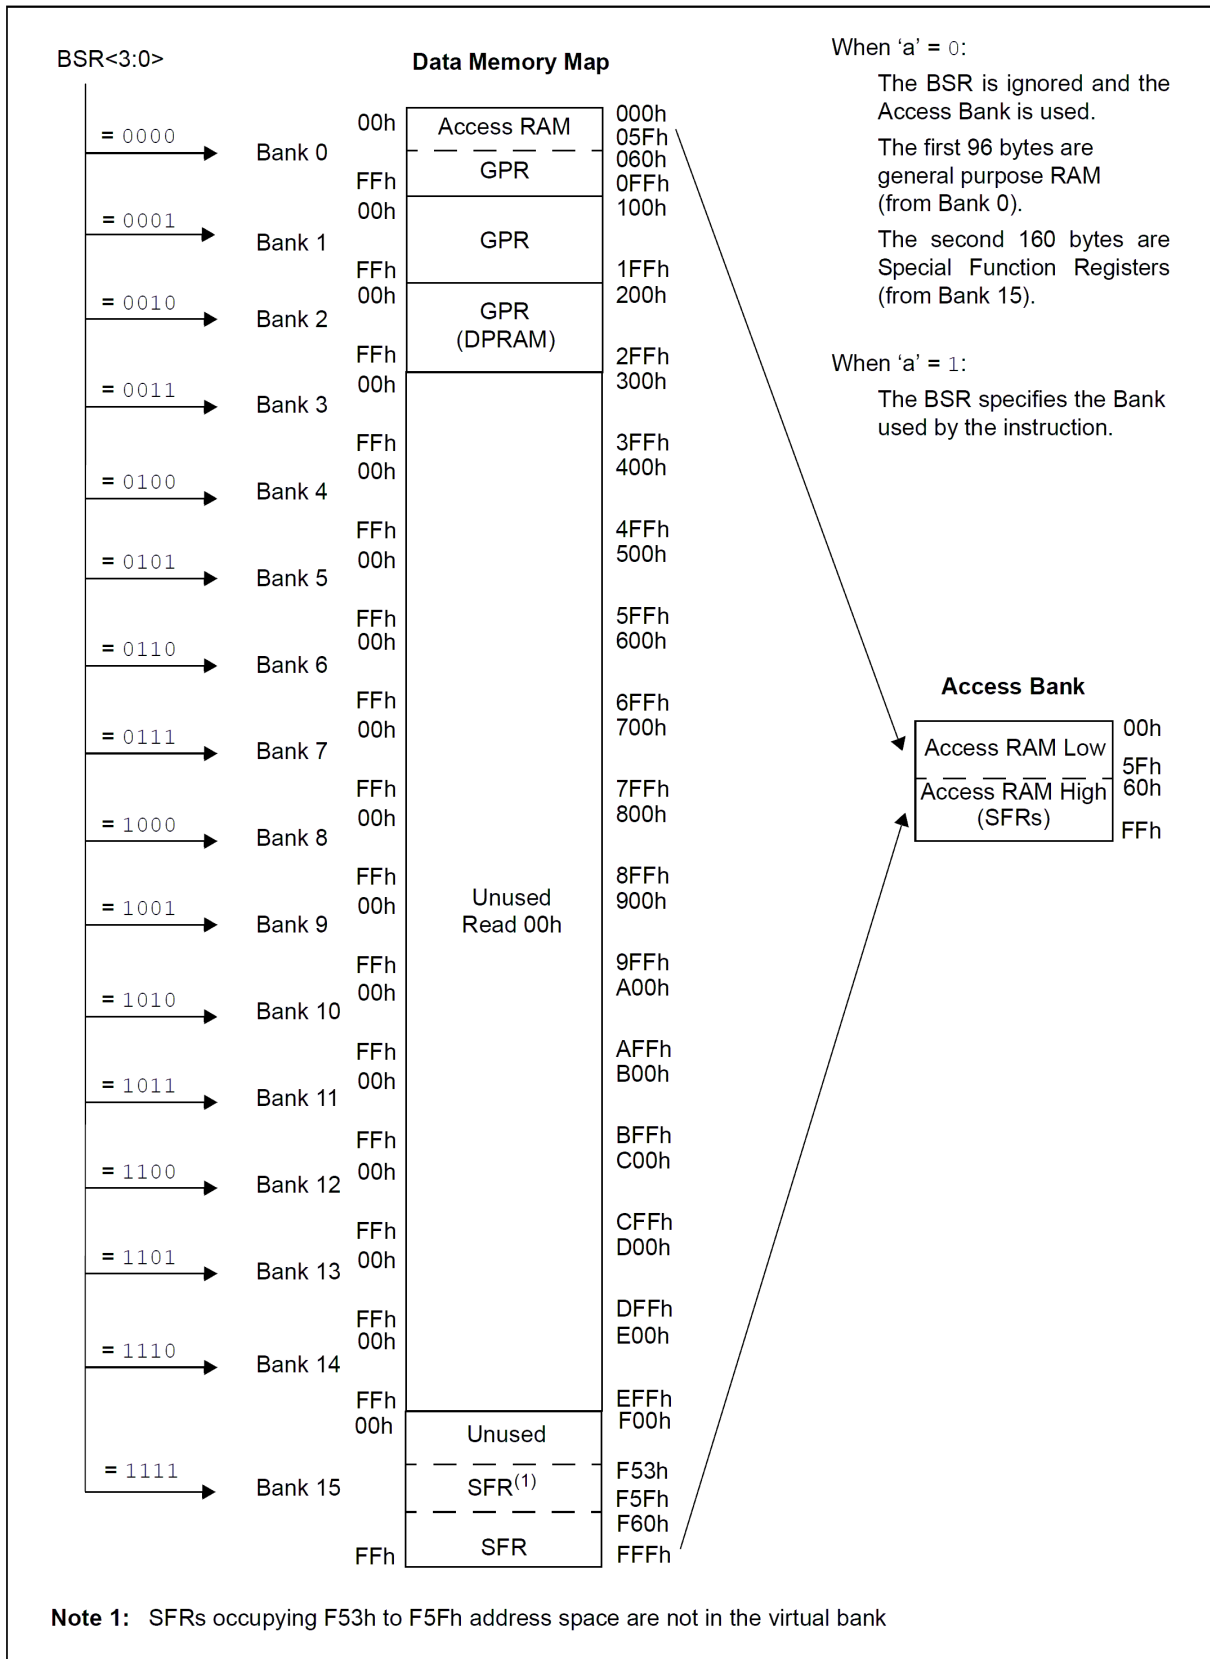 BSR<3:0>
Data Memory Map
When ‘a’ = 0:
The BSR is ignored and the
Access Bank is used.
The first 96 bytes are
general purpose RAM
(from Bank 0).
The second 160 bytes are
Special Function Registers
(from Bank 15).
When ‘a’ = 1:
The BSR specifies the Bank
used by the instruction.
= 0000
Bank 0
00h
FFh
Access RAM
GPR
000h
05Fh
060h
0FFh
= 0001
Bank 1
00h
FFh
GPR
100h
1FFh
= 0010
Bank 2
00h
FFh
GPR
(DPRAM)
200h
2FFh
= 0011
Bank 3
00h
FFh
300h
3FFh
= 0100
Bank 4
00h
FFh
400h
4FFh
= 0101
Bank 5
00h
FFh
500h
5FFh
= 0110
Bank 6
00h
FFh
600h
6FFh
= 0111
Bank 7
00h
FFh
700h
7FFh
= 1000
Bank 8
00h
FFh
800h
8FFh
= 1001
Bank 9
00h
FFh
Unused
Read 00h
900h
9FFh
= 1010
Bank 10
00h
FFh
A00h
AFFh
= 1011
Bank 11
00h
FFh
B00h
BFFh
= 1100
Bank 12
00h
FFh
C00h
CFFh
= 1101
Bank 13
00h
FFh
D00h
DFFh
= 1110
Bank 14
00h
FFh
E00h
EFFh
= 1111
Bank 15
00h
FFh
Unused
SFR(1)
SFR
F00h
F53h
F5Fh
F60h
FFFh
Access Bank
Access RAM Low
Access RAM High
(SFRs)
00h
5Fh
60h
FFh
Note 1: SFRs occupying F53h to F5Fh address space are not in the virtual bank